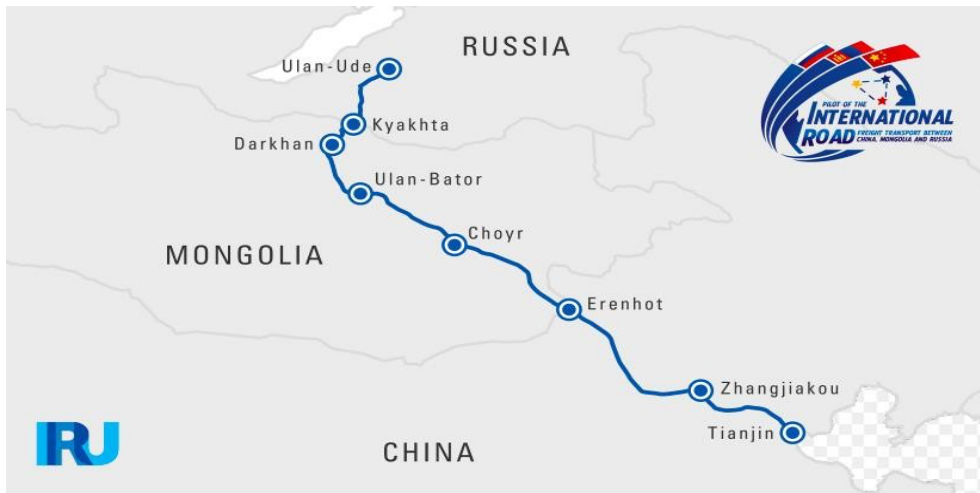 RUSSIA
Ulan-Ude
PILOT OF THE
INTERNATIONAL
ROAD FREIGHT TRANSPORT BETWEEN
CHINA, MONGOLIA AND RUSSIA
Kyakhta
Darkhan
Ulan-Bator
Choyr
MONGOLIA
Erenhot
Zhangjiakou
Tianjin
IRU
CHINA